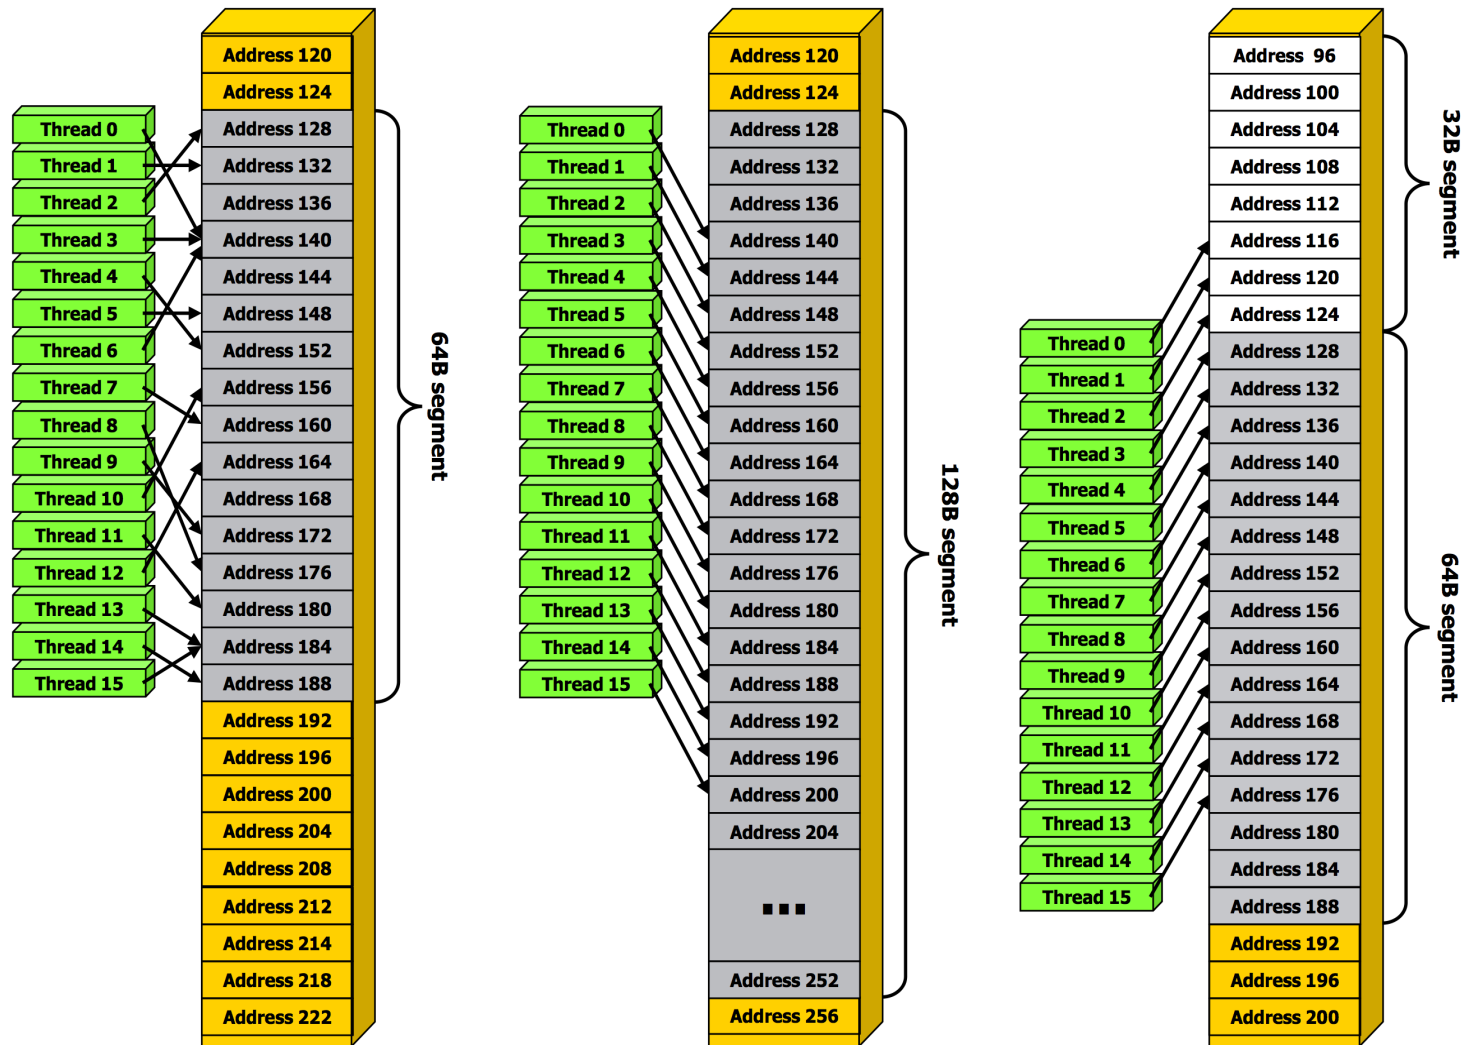 Address 120
Address 124
Address 128
Address 132
Address 136
Address 140
Address 144
Address 148
Address 152
Address 156
Address 160
Address 164
Address 168
Address 172
Address 176
Address 180
Address 184
Address 188
Address 192
Address 196
Address 200
Address 204
Address 208
Address 212
Address 214
Address 218
Address 222
Thread 0
Thread 1
Thread 2
Thread 3
Thread 4
Thread 5
Thread 6
Thread 7
Thread 8
Thread 9
Thread 10
Thread 11
Thread 12
Thread 13
Thread 14
Thread 15
64B segment
Address 120
Address 124
Address 128
Address 132
Address 136
Address 140
Address 144
Address 148
Address 152
Address 156
Address 160
Address 164
Address 168
Address 172
Address 176
Address 180
Address 184
Address 188
Address 192
Address 196
Address 200
Address 204
...
Address 252
Address 256
Thread 0
Thread 1
Thread 2
Thread 3
Thread 4
Thread 5
Thread 6
Thread 7
Thread 8
Thread 9
Thread 10
Thread 11
Thread 12
Thread 13
Thread 14
Thread 15
128B segment
Address 96
Address 100
Address 104
Address 108
Address 112
Address 116
Address 120
Address 124
Address 128
Address 132
Address 136
Address 140
Address 144
Address 148
Address 152
Address 156
Address 160
Address 164
Address 168
Address 172
Address 176
Address 180
Address 184
Address 188
Address 192
Address 196
Address 200
Thread 0
Thread 1
Thread 2
Thread 3
Thread 4
Thread 5
Thread 6
Thread 7
Thread 8
Thread 9
Thread 10
Thread 11
Thread 12
Thread 13
Thread 14
Thread 15
32B segment
64B segment